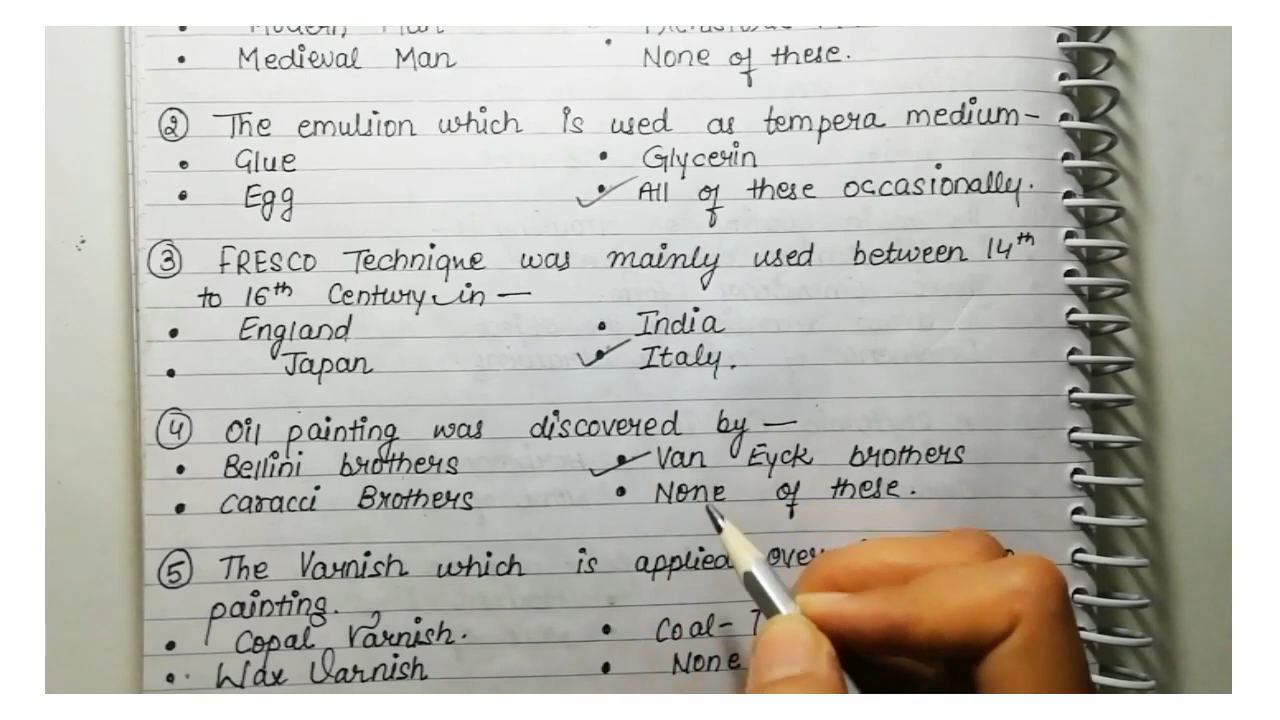 • Medieval Man • None of these.
② The emulsion which is used as tempera medium-
• Glue • Glycerin
• Egg • All of these occasionally.
③ FRESCO Technique was mainly used between 14th
to 16th Century in —
• England • India
• Japan • Italy.
④ Oil painting was discovered by —
• Bellini brothers • Van Eyck brothers
• Caracci Brothers • None of these.
⑤ The Varnish which is applied over
painting.
• Copal Varnish. • Coal-
• Wax Varnish • None